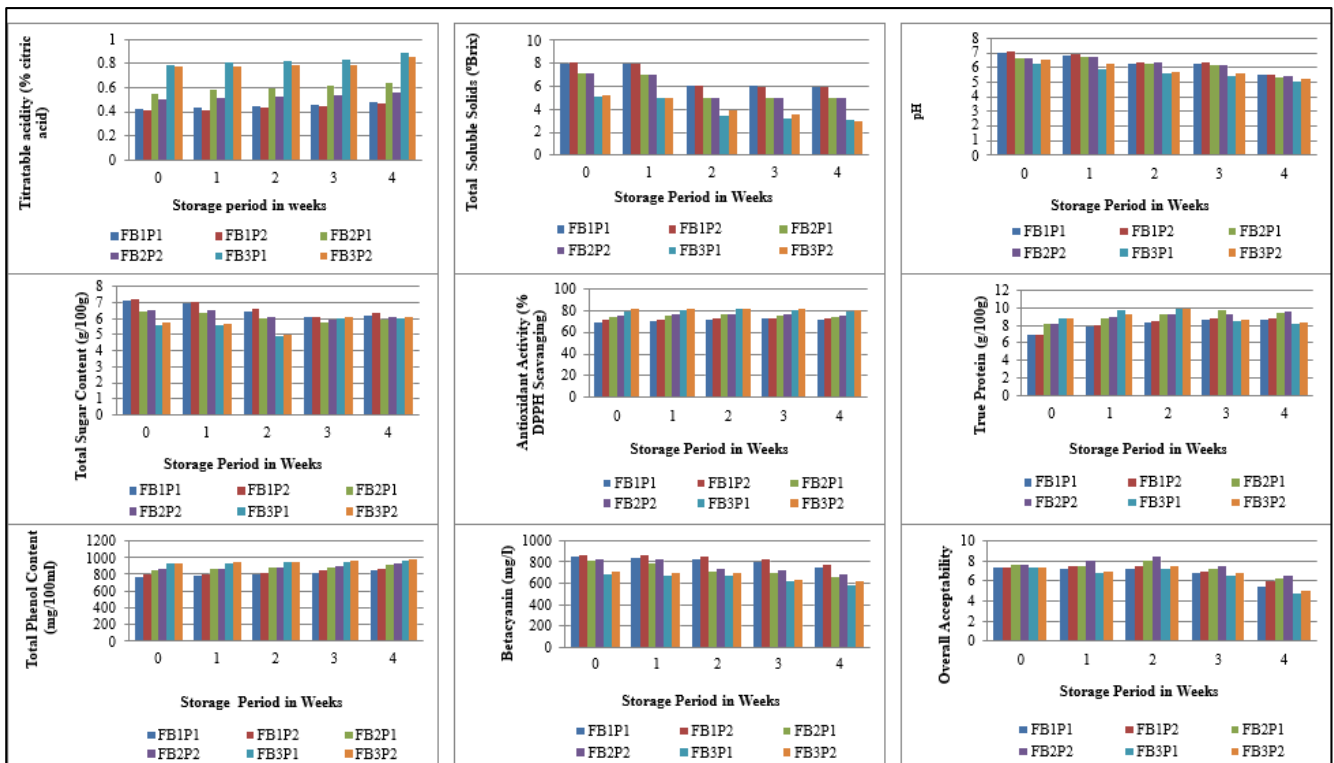 Titratable acidity (% citric
acid)
1
0.8
0.6
0.4
0.2
0
0 1 2 3 4
Storage period in weeks
FB1P1 FB1P2 FB2P1
FB2P2 FB3P1 FB3P2
Total Soluble Solids (ºBrix)
10
8
6
4
2
0
0 1 2 3 4
Storage Period in Weeks
FB1P1 FB1P2 FB2P1
FB2P2 FB3P1 FB3P2
pH
8
7
6
5
4
3
2
1
0
0 1 2 3 4
Storage Period in Weeks
FB1P1 FB1P2 FB2P1
FB2P2 FB3P1 FB3P2
Total Sugar Content (g/100g)
8
7
6
5
4
3
2
1
0
0 1 2 3 4
Storage Period in Weeks
FB1P1 FB1P2 FB2P1
FB2P2 FB3P1 FB3P2
Antioxidant Activity (%
DPPH Scavanging)
100
80
60
40
20
0
0 1 2 3 4
Storage Period in Weeks
FB1P1 FB1P2 FB2P1
FB2P2 FB3P1 FB3P2
True Protein (g/100g)
12
10
8
6
4
2
0
0 1 2 3 4
Storage Period in Weeks
FB1P1 FB1P2 FB2P1
FB2P2 FB3P1 FB3P2
Total Phenol Content
(mg/100ml)
1200
1000
800
600
400
200
0
0 1 2 3 4
Storage Period in Weeks
FB1P1 FB1P2 FB2P1
FB2P2 FB3P1 FB3P2
Betacyanin (mg/l)
1000
800
600
400
200
0
0 1 2 3 4
Storage Period in Weeks
FB1P1 FB1P2 FB2P1
FB2P2 FB3P1 FB3P2
Overall Acceptability
10
8
6
4
2
0
0 1 2 3 4
Storage Period in Weeks
FB1P1 FB1P2 FB2P1
FB2P2 FB3P1 FB3P2